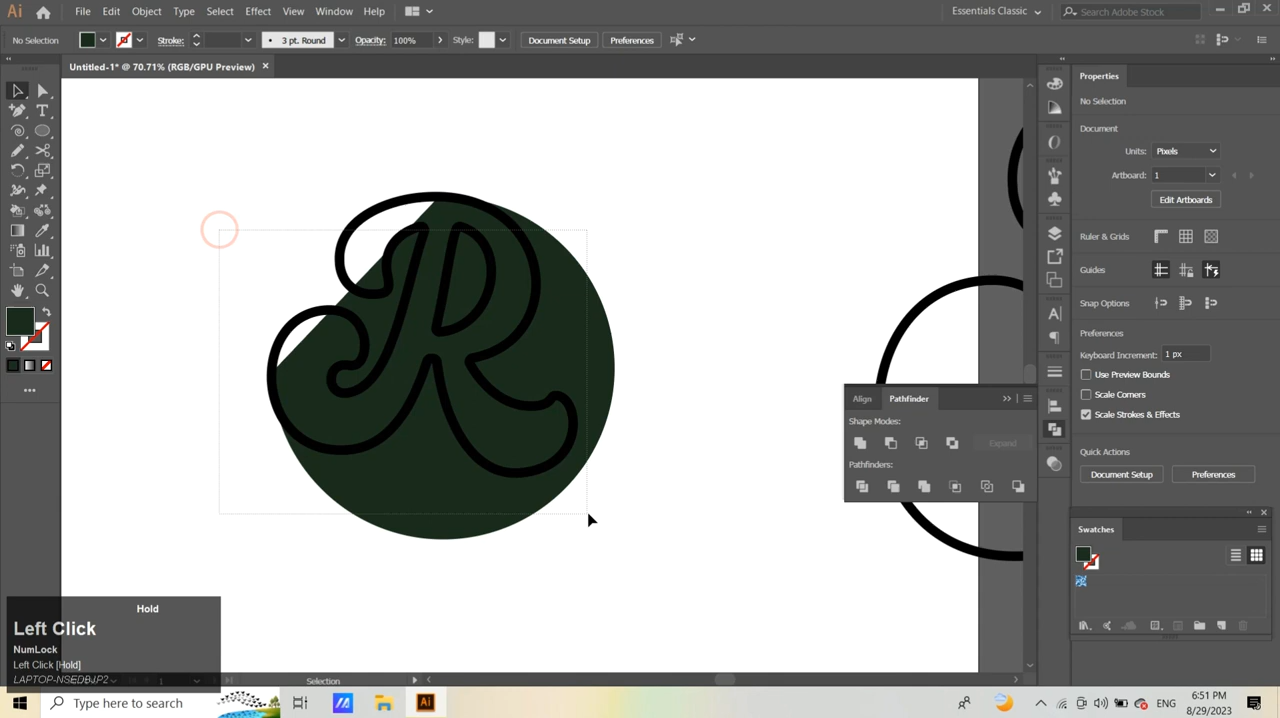 Ai File Edit Object Type Select Effect View Window Help Essentials Classic Search Adobe Stock
No Selection Stroke: 3 pt. Round Opacity: 100% Style: Document Setup Preferences
Untitled-1* @ 70.71% (RGB/GPU Preview) ×
Properties
No Selection
Document
Units: Pixels
Artboard: 1
Edit Artboards
Ruler & Grids
Guides
Snap Options
Preferences
Keyboard Increment: 1 px
Use Preview Bounds
Scale Corners
Scale Strokes & Effects
Quick Actions
Document Setup Preferences
R
Align Pathfinder
Shape Modes:
Expand
Pathfinders:
Swatches
Hold
Left Click
NumLock
Left Click [Hold]
LAPTOP-NSEDBJP2
1
Selection
Type here to search
Ai
ENG
6:51 PM
8/29/2023